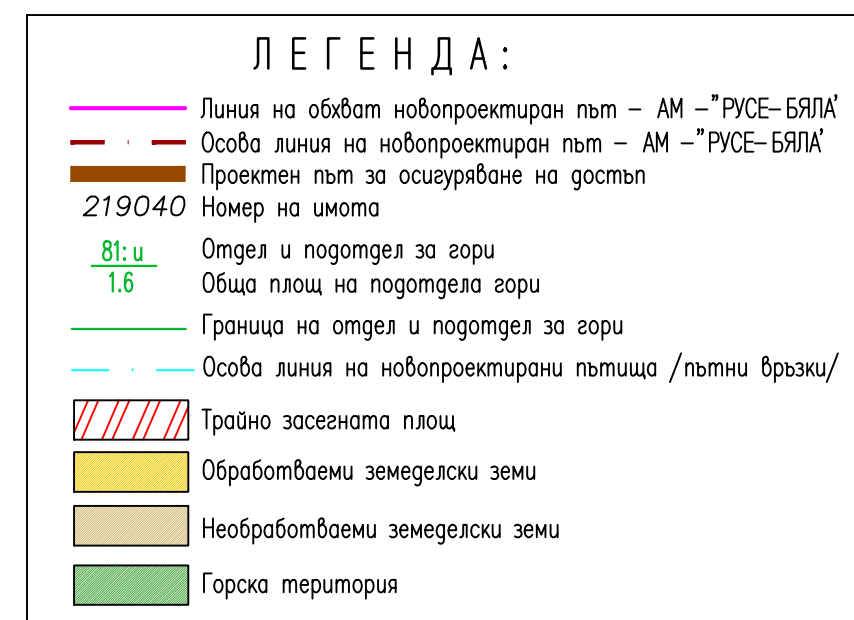 ЛЕГЕНДА:
Линия на обхват новопроектиран път – АМ –"РУСЕ–БЯЛА'
Осова линия на новопроектиран път – АМ –"РУСЕ–БЯЛА'
Проектен път за осигуряване на достъп
219040 Номер на имота
81: и Отдел и подотдел за гори
1.6 Обща площ на подотдела гори
Граница на отдел и подотдел за гори
Осова линия на новопроектирани пътища /пътни връзки/
Трайно засегната площ
Обработваеми земеделски земи
Необработваеми земеделски земи
Горска територия